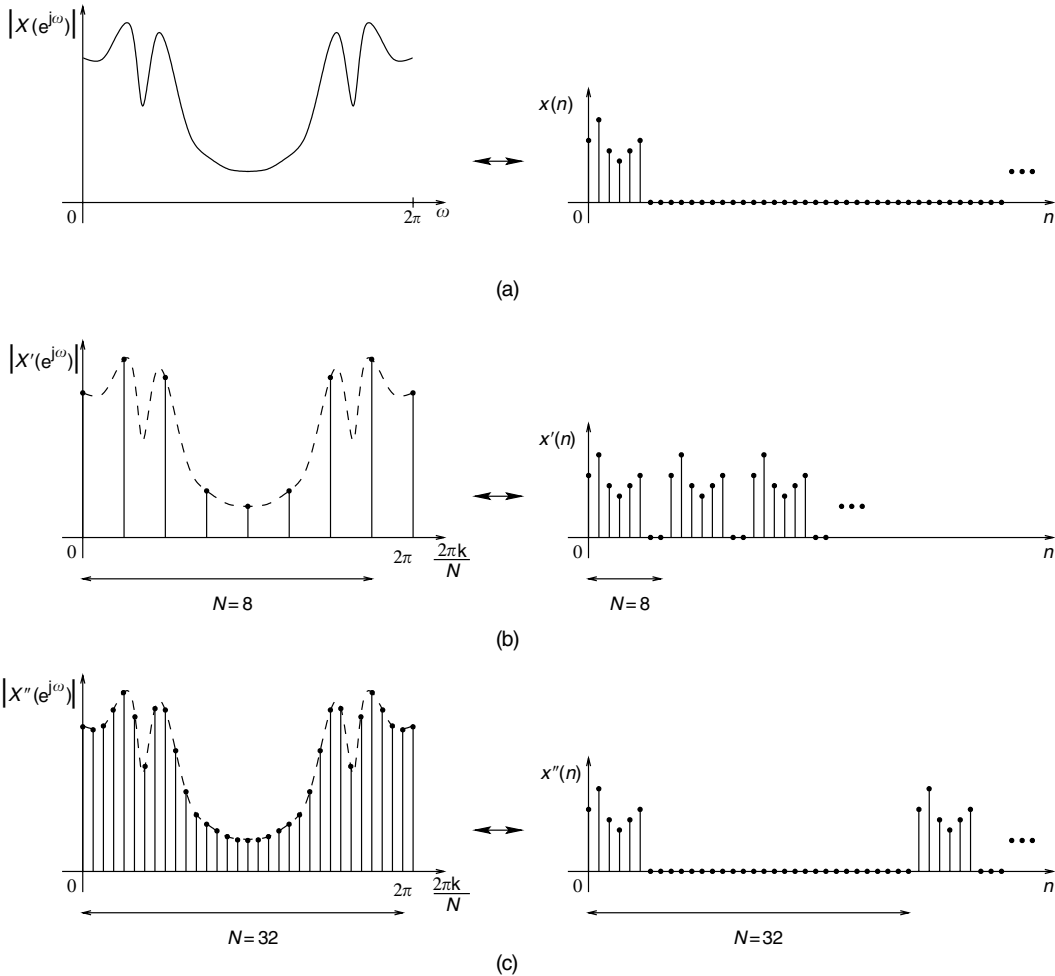 |X(e^jω)|
0
2π
ω
x(n)
0
n
(a)
|X′(e^jω)|
0
2π
2πk
N
N = 8
x′(n)
0
n
N = 8
(b)
|X″(e^jω)|
0
2π
2πk
N
N = 32
x″(n)
0
n
N = 32
(c)